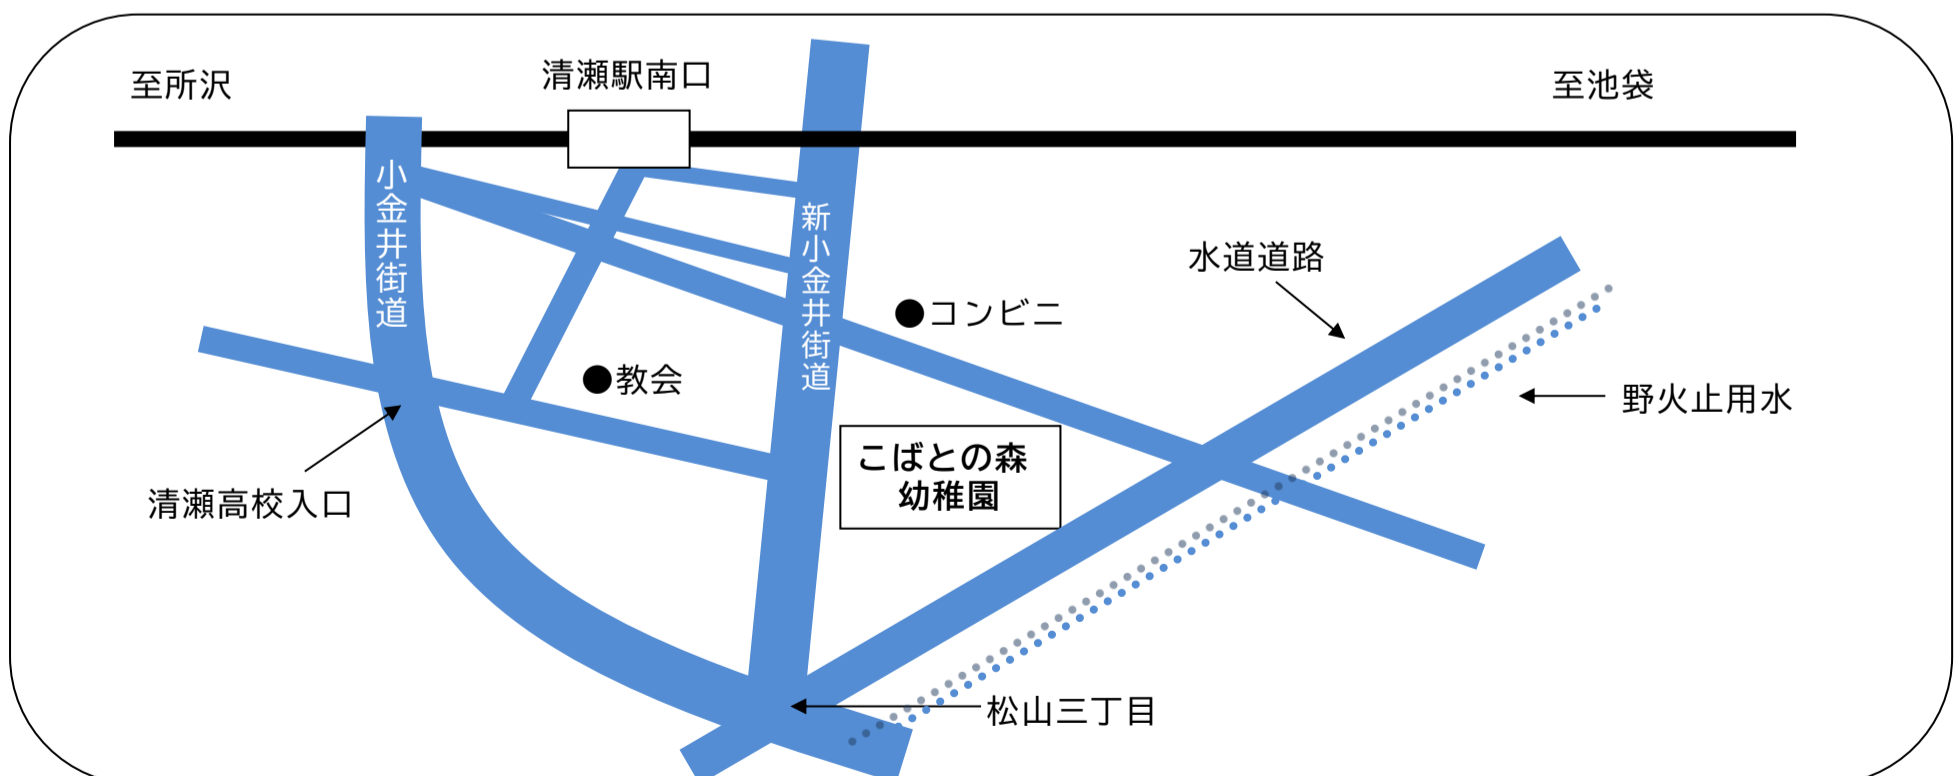 至所沢
清瀬駅南口
至池袋
小金井街道
新小金井街道
水道道路
●コンビニ
●教会
野火止用水
こばとの森
幼稚園
清瀬高校入口
松山三丁目